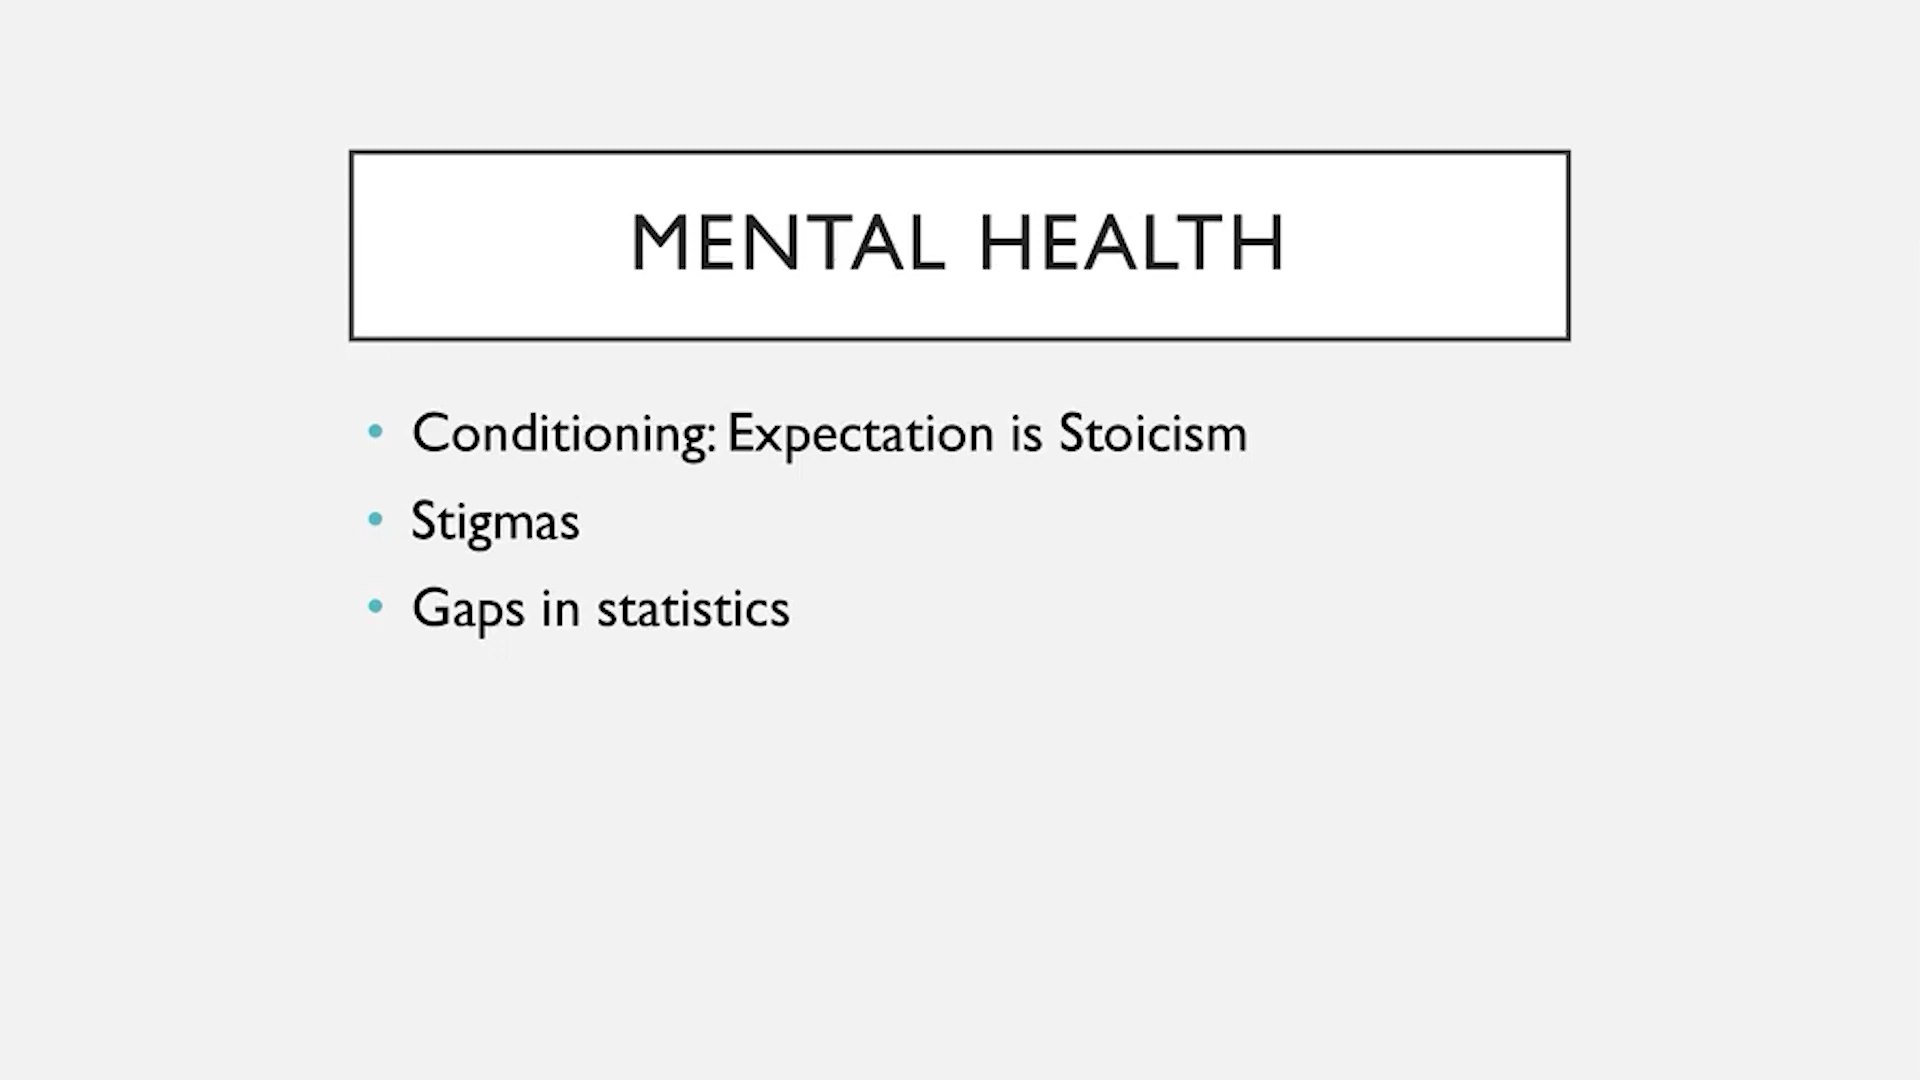 MENTAL HEALTH
• Conditioning: Expectation is Stoicism
• Stigmas
• Gaps in statistics